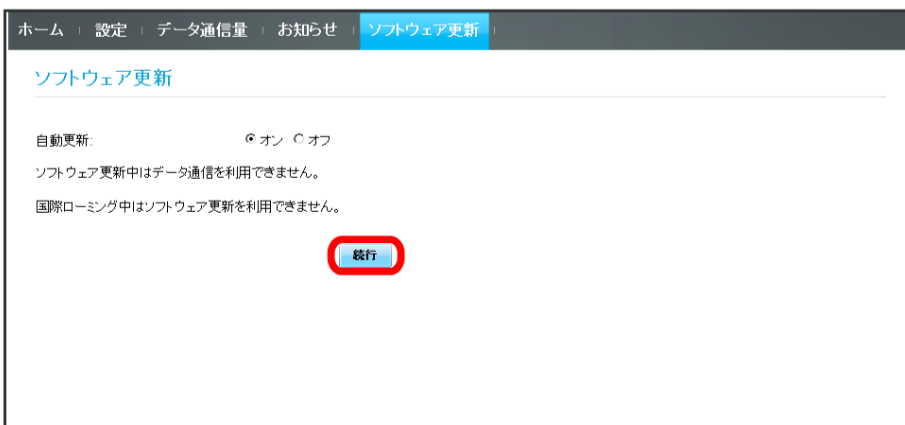 ホーム 設定 データ通信量 お知らせ ソフトウェア更新
ソフトウェア更新
自動更新: オン オフ
ソフトウェア更新中はデータ通信を利用できません。
国際ローミング中はソフトウェア更新を利用できません。
続行